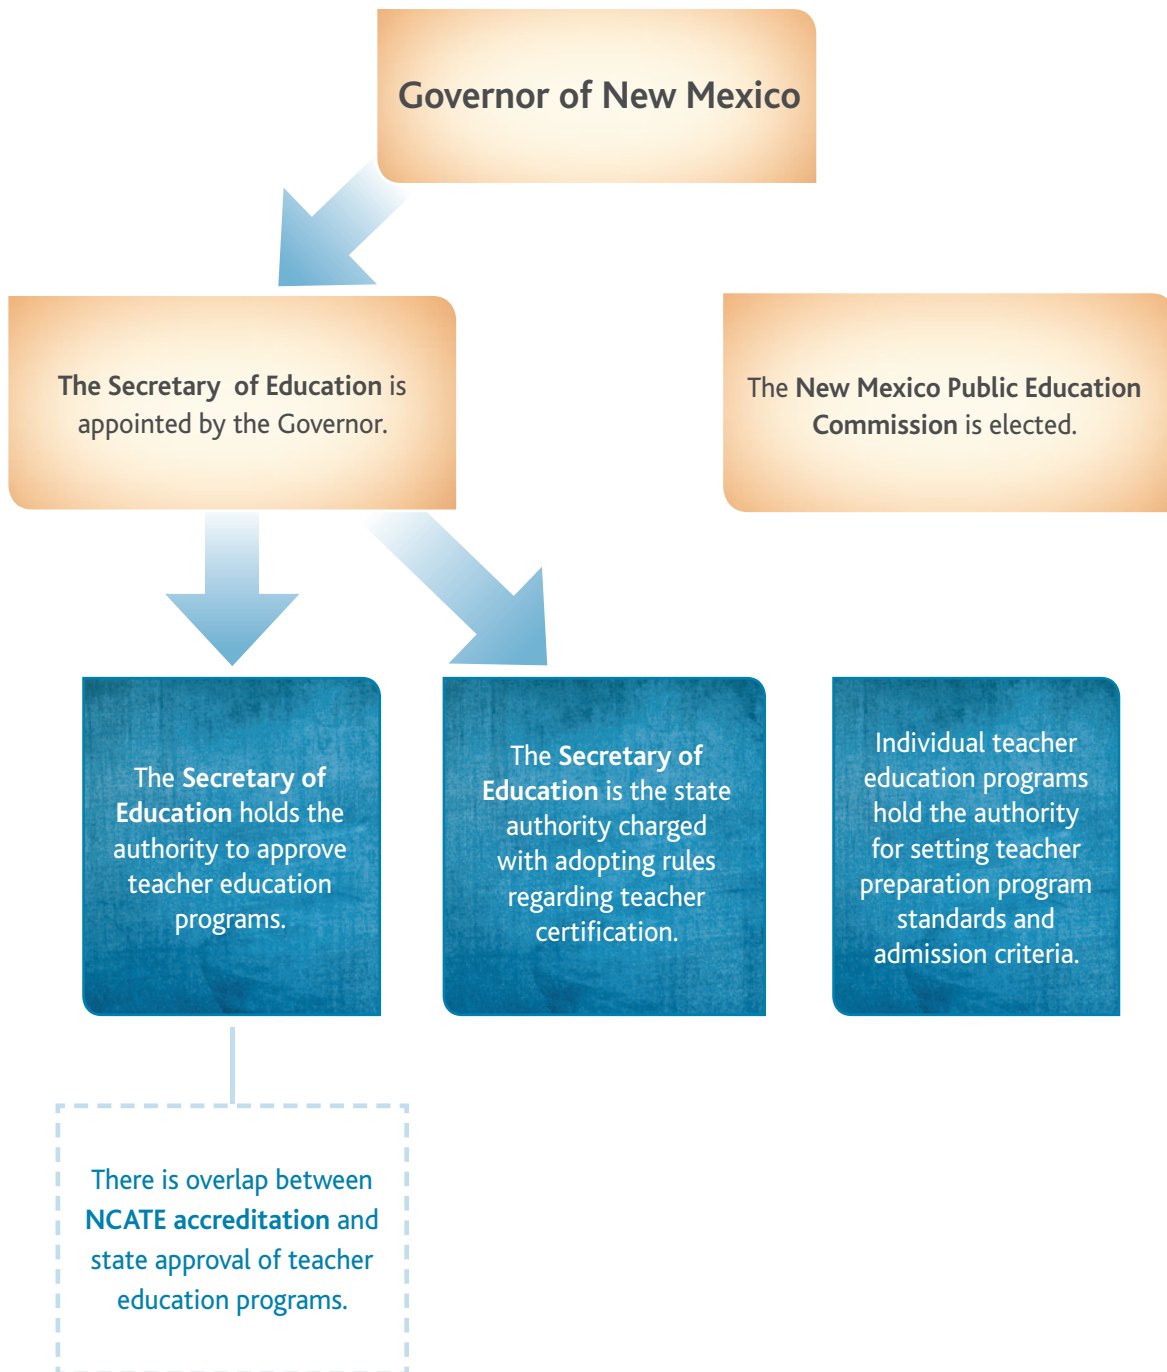 Governor of New Mexico
The Secretary of Education is
appointed by the Governor.
The New Mexico Public Education
Commission is elected.
The Secretary of
Education holds the
authority to approve
teacher education
programs.
The Secretary of
Education is the state
authority charged
with adopting rules
regarding teacher
certification.
Individual teacher
education programs
hold the authority
for setting teacher
preparation program
standards and
admission criteria.
There is overlap between
NCATE accreditation and
state approval of teacher
education programs.